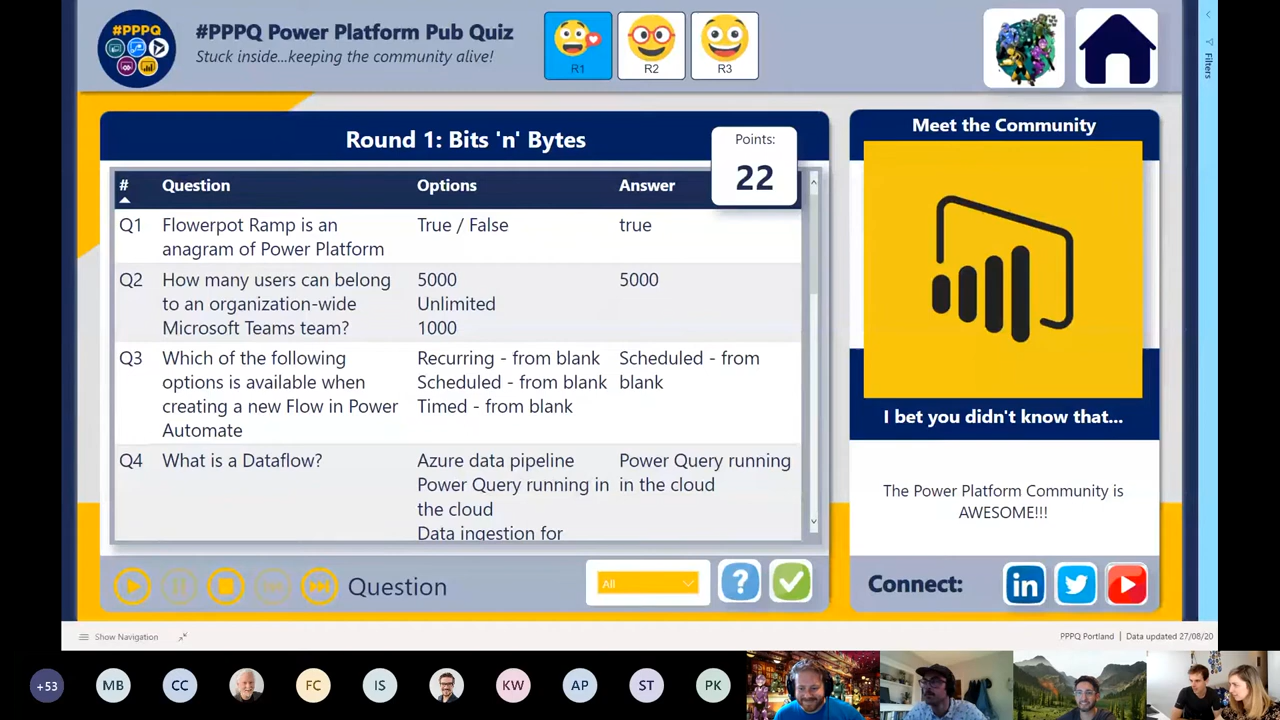 #PPPQ
#PPPQ Power Platform Pub Quiz
Stuck inside...keeping the community alive!
R1
R2
R3
Filters
Round 1: Bits 'n' Bytes
Points:
22
# Question Options Answer
Q1 Flowerpot Ramp is an True / False true
anagram of Power Platform
Q2 How many users can belong 5000 5000
to an organization-wide Unlimited
Microsoft Teams team? 1000
Q3 Which of the following Recurring - from blank Scheduled - from
options is available when Scheduled - from blank blank
creating a new Flow in Power Timed - from blank
Automate
Q4 What is a Dataflow? Azure data pipeline Power Query running
Power Query running in in the cloud
the cloud
Data ingestion for
Question
All
?
Meet the Community
I bet you didn't know that...
The Power Platform Community is
AWESOME!!!
Connect:
in
Show Navigation
PPPQ Portland | Data updated 27/08/20
+53 MB CC FC IS KW AP ST PK